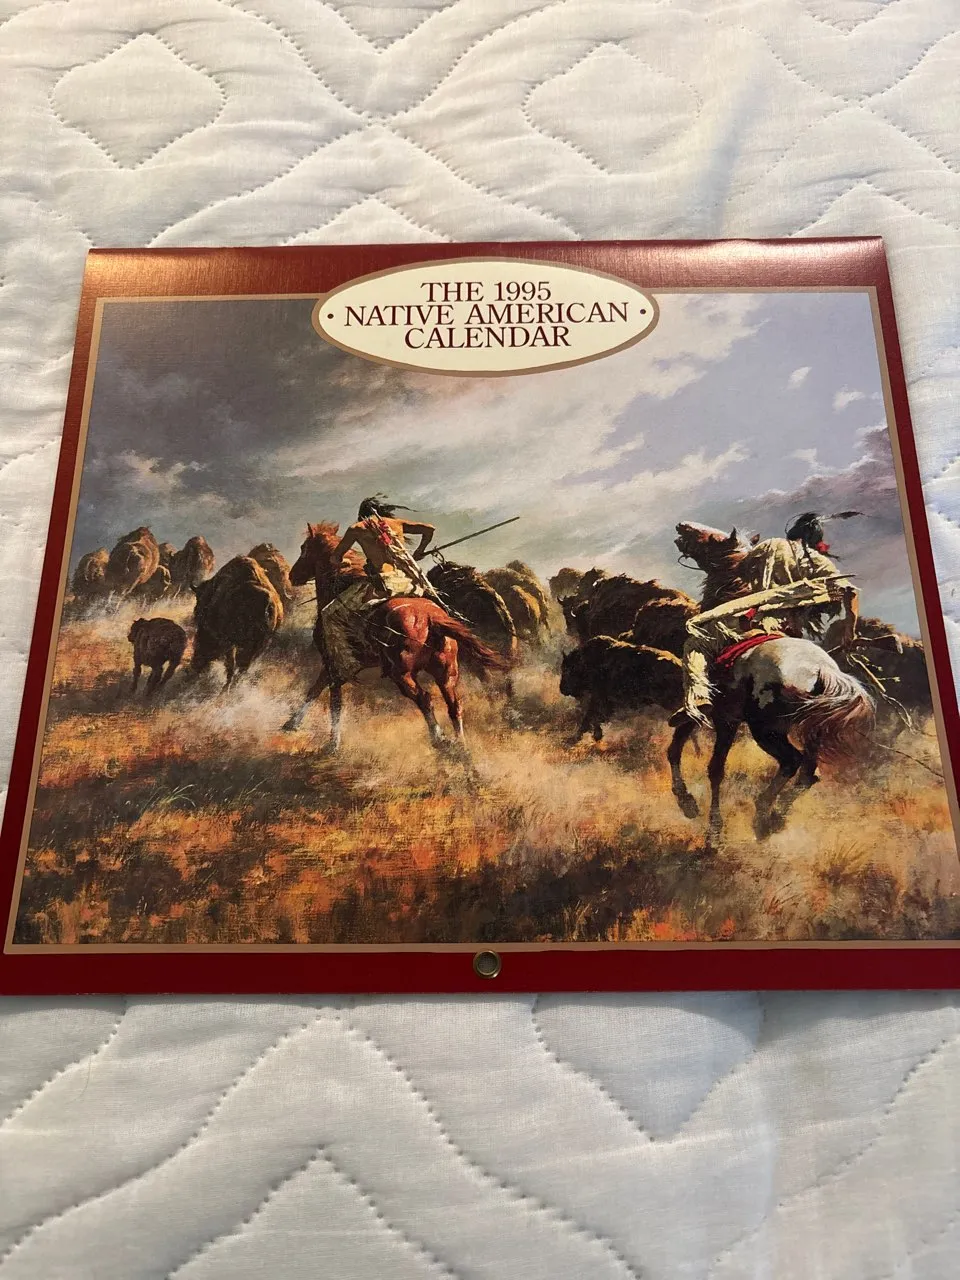 THE 1995
· NATIVE AMERICAN ·
CALENDAR